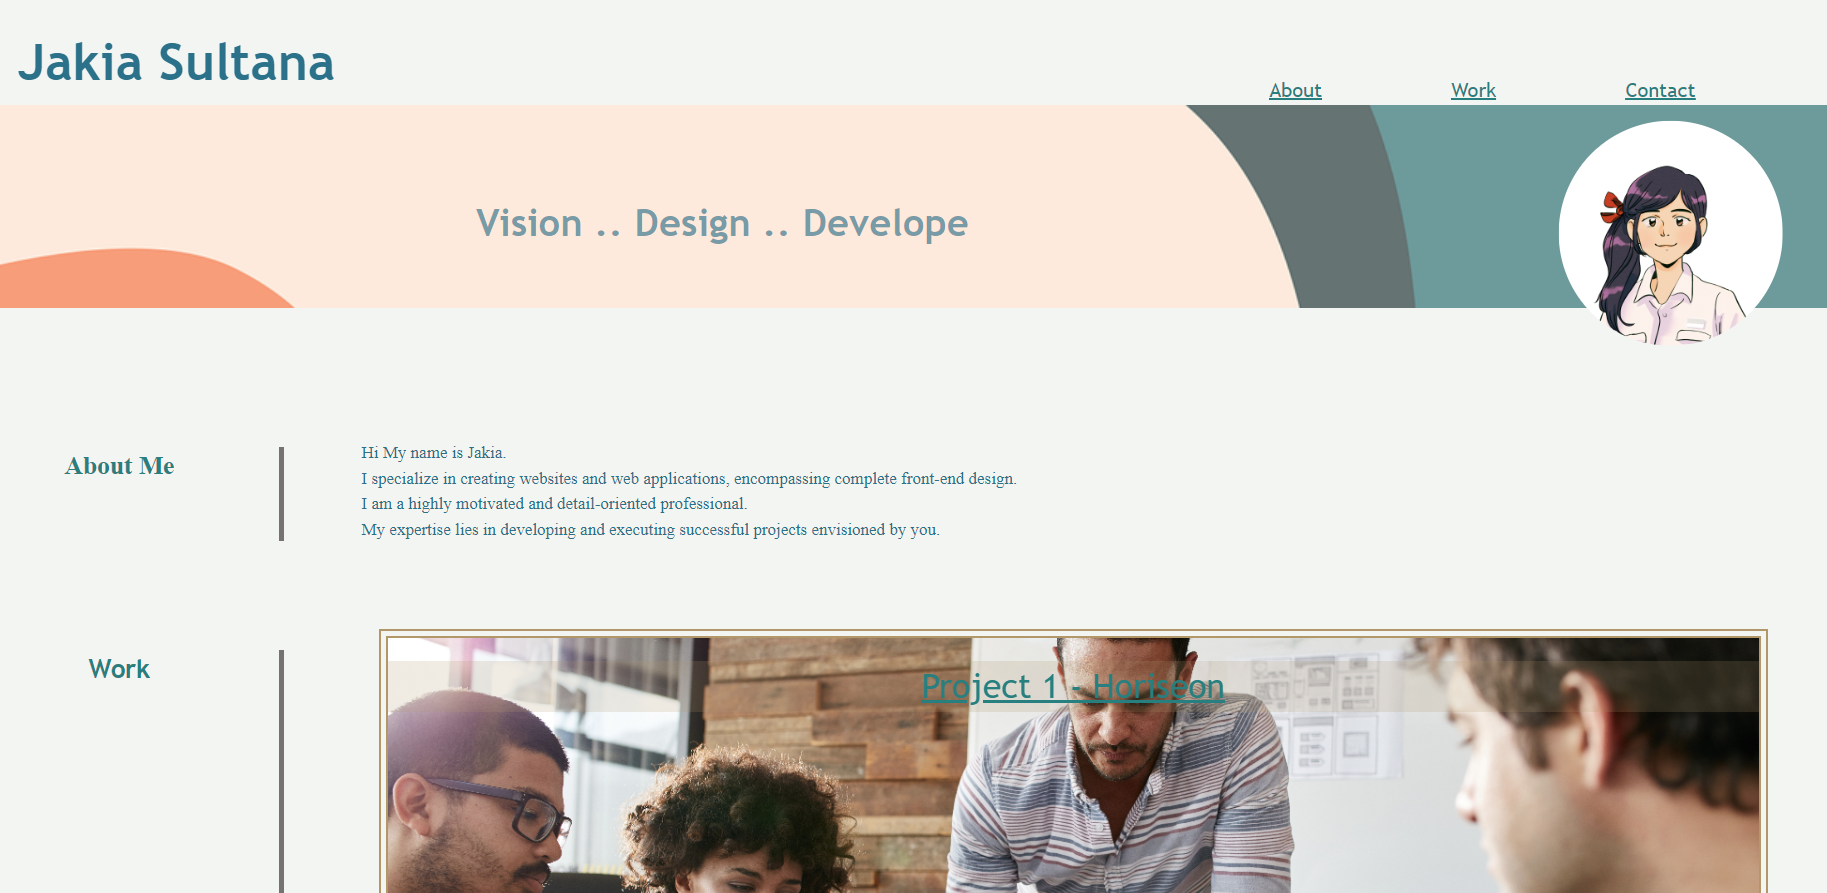 Jakia Sultana
About Work Contact
Vision .. Design .. Develope
About Me
Hi My name is Jakia.
I specialize in creating websites and web applications, encompassing complete front-end design.
I am a highly motivated and detail-oriented professional.
My expertise lies in developing and executing successful projects envisioned by you.
Work
Project 1 - Horiseon